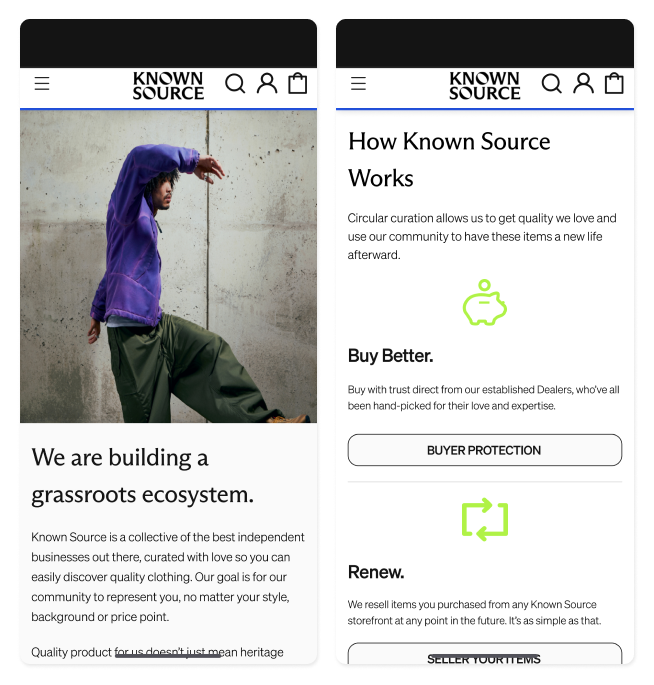 KNOWN
SOURCE
We are building a
grassroots ecosystem.
Known Source is a collective of the best independent
businesses out there, curated with love so you can
easily discover quality clothing. Our goal is for our
community to represent you, no matter your style,
background or price point.
Quality product for us doesn't just mean heritage
KNOWN
SOURCE
How Known Source
Works
Circular curation allows us to get quality we love and
use our community to have these items a new life
afterward.
Buy Better.
Buy with trust direct from our established Dealers, who've all
been hand-picked for their love and expertise.
BUYER PROTECTION
Renew.
We resell items you purchased from any Known Source
storefront at any point in the future. It's as simple as that.
SELLER YOUR ITEMS